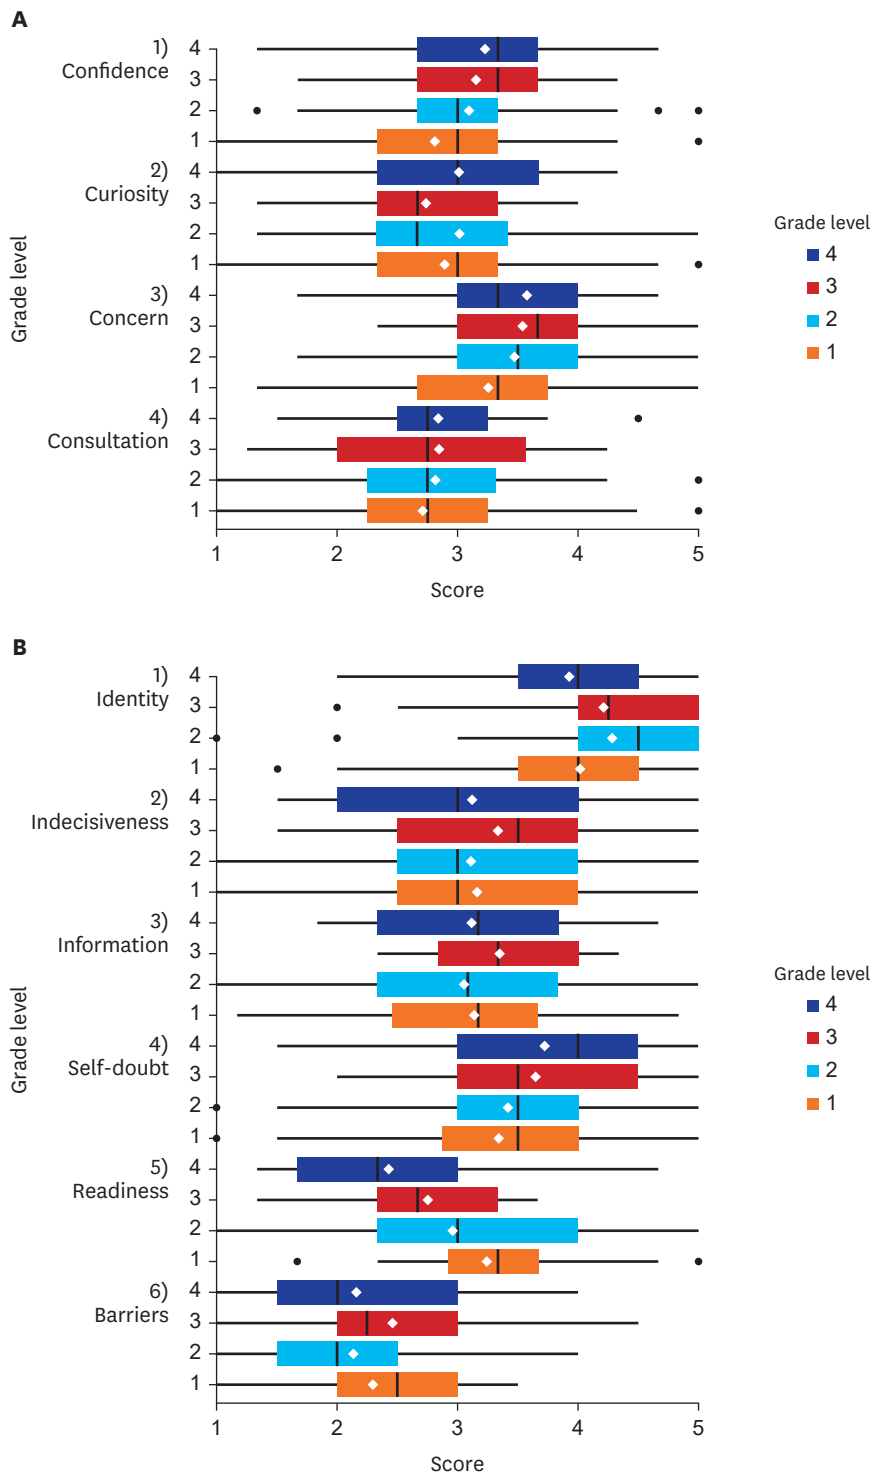 A
1) 4
Confidence
3
2
1
2) 4
Curiosity
3
2
1
3) 4
Concern
3
2
1
4) 4
Consultation
3
2
1
Grade level
1 2 3 4 5
Score
Grade level
4
3
2
1
B
1) 4
Identity
3
2
1
2) 4
Indecisiveness
3
2
1
3) 4
Information
3
2
1
4) 4
Self-doubt
3
2
1
5) 4
Readiness
3
2
1
6) 4
Barriers
3
2
1
Grade level
1 2 3 4 5
Score
Grade level
4
3
2
1